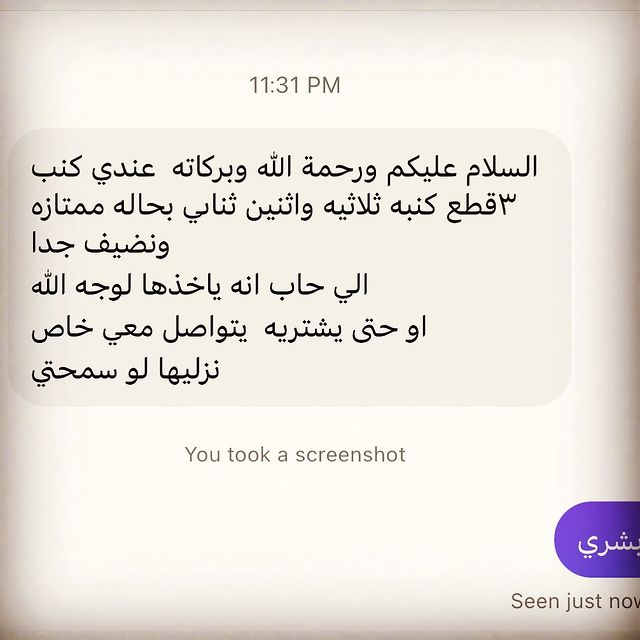 11:31 PM
السلام عليكم ورحمة الله وبركاته عندي كنب
٣قطع كنبه ثلاثيه واثنين ثنابي بحاله ممتازه
ونضيف جدا
الي حاب انه ياخذها لوجه الله
او حتى يشتريه يتواصل معي خاص
نزليها لو سمحتي
You took a screenshot
Seen just now